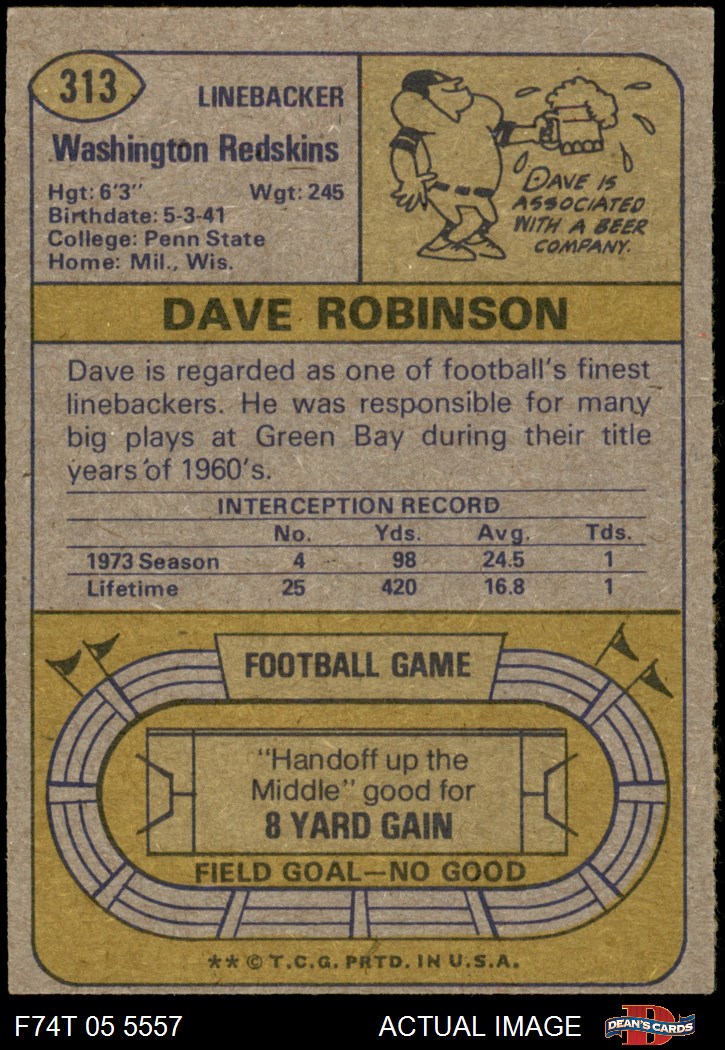 313
LINEBACKER
Washington Redskins
Hgt: 6'3" Wgt: 245
Birthdate: 5-3-41
College: Penn State
Home: Mil., Wis.
DAVE IS
ASSOCIATED
WITH A BEER
COMPANY.
DAVE ROBINSON
Dave is regarded as one of football's finest
linebackers. He was responsible for many
big plays at Green Bay during their title
years of 1960's.
INTERCEPTION RECORD
No. Yds. Avg. Tds.
1973 Season 4 98 24.5 1
Lifetime 25 420 16.8 1
FOOTBALL GAME
"Handoff up the
Middle" good for
8 YARD GAIN
FIELD GOAL—NO GOOD
** © T.C.G. PRTD. IN U.S.A.
F74T 05 5557 ACTUAL IMAGE
D
DEAN'S CARDS